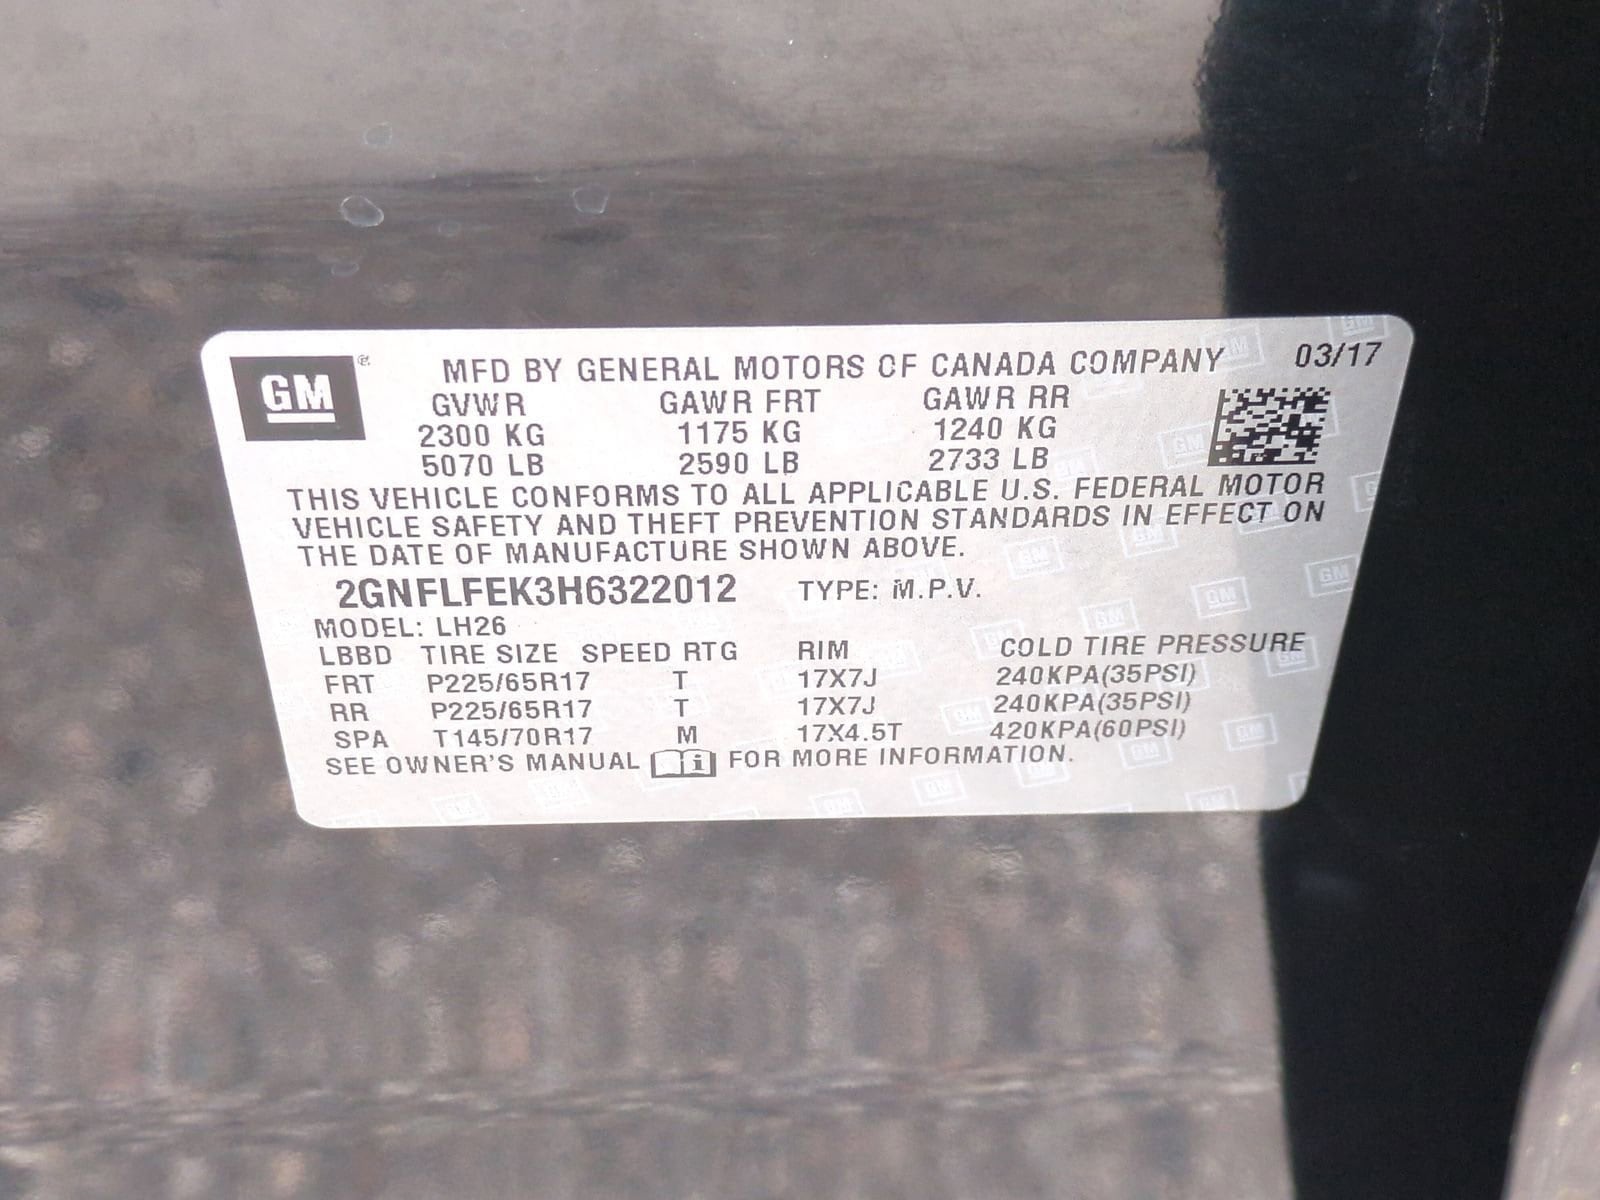 GM ® MFD BY GENERAL MOTORS OF CANADA COMPANY 03/17
GVWR GAWR FRT GAWR RR
2300 KG 1175 KG 1240 KG
5070 LB 2590 LB 2733 LB
THIS VEHICLE CONFORMS TO ALL APPLICABLE U.S. FEDERAL MOTOR
VEHICLE SAFETY AND THEFT PREVENTION STANDARDS IN EFFECT ON
THE DATE OF MANUFACTURE SHOWN ABOVE.
2GNFLFEK3H6322012 TYPE: M.P.V.
MODEL: LH26
LBBD TIRE SIZE SPEED RTG RIM COLD TIRE PRESSURE
FRT P225/65R17 T 17X7J 240KPA(35PSI)
RR P225/65R17 T 17X7J 240KPA(35PSI)
SPA T145/70R17 M 17X4.5T 420KPA(60PSI)
SEE OWNER'S MANUAL i FOR MORE INFORMATION.